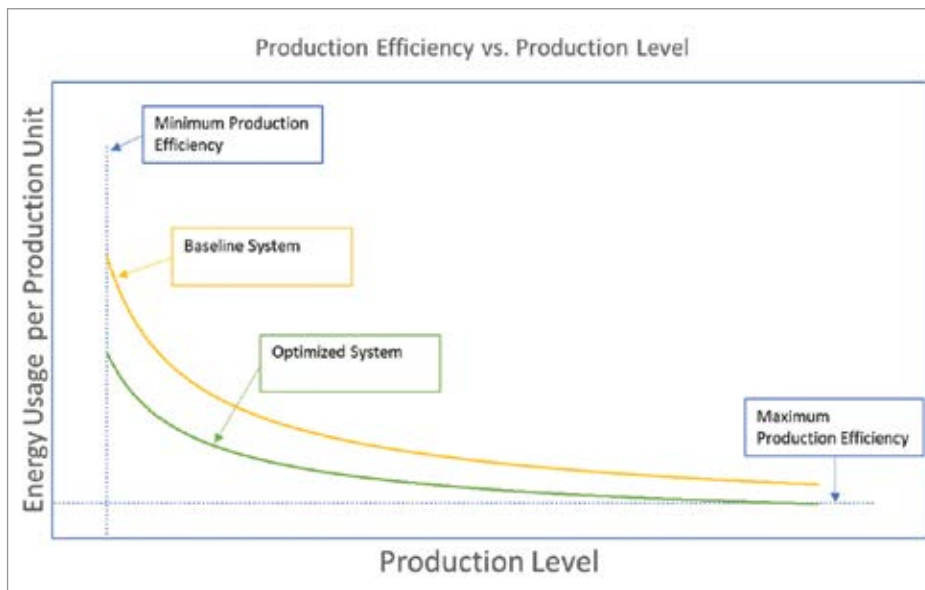 Production Efficiency vs. Production Level
Minimum Production
Efficiency
Baseline System
Optimized System
Maximum
Production Efficiency
Energy Usage per Production Unit
Production Level